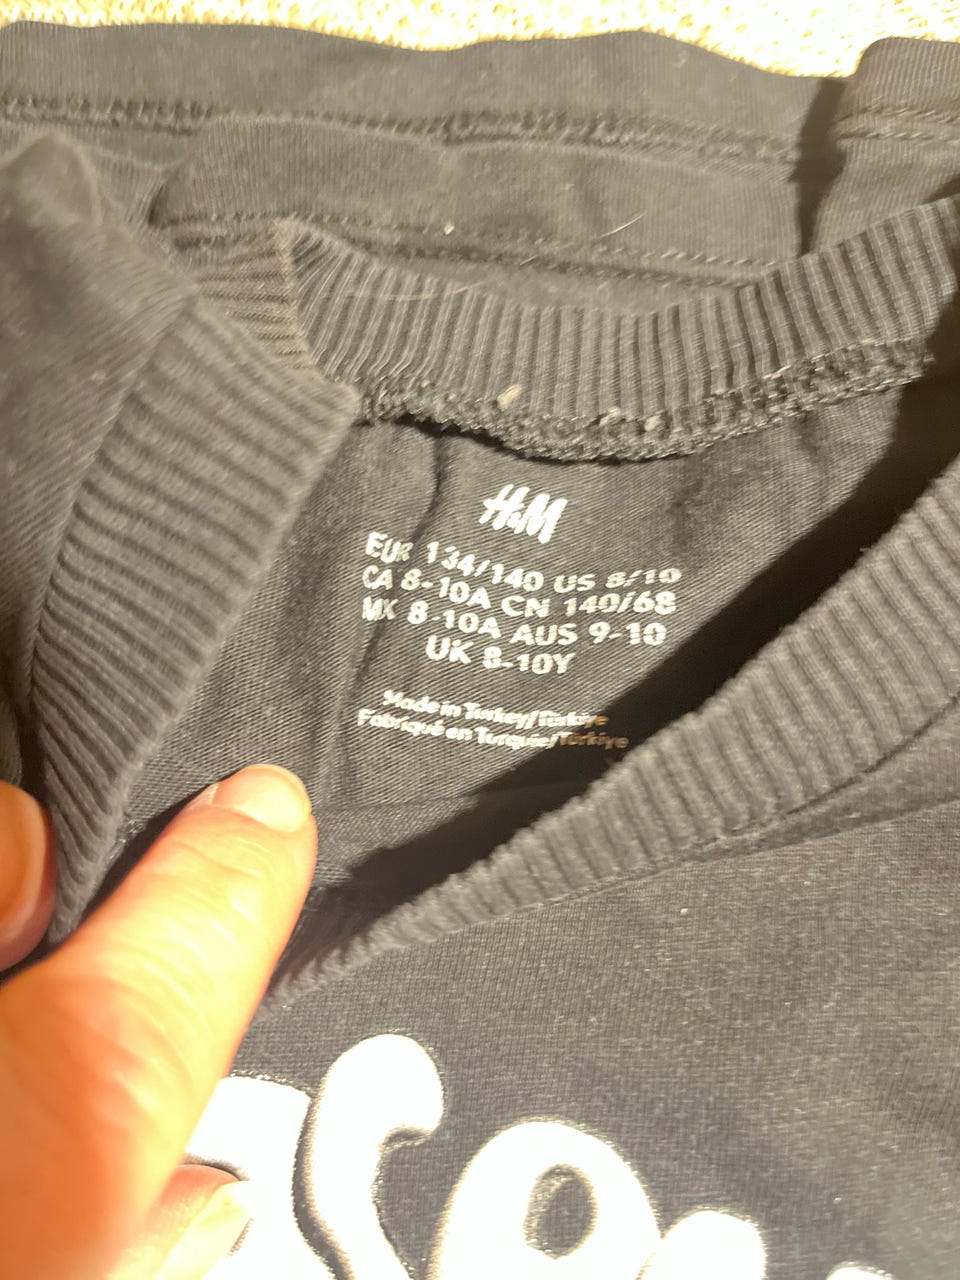 H&M
EUR 134/140 US 8/10
CA 8-10A CN 140/68
MX 8-10A AUS 9-10
UK 8-10Y
Made in Turkey/Türkiye
Fabriqué en Turquie/Türkiye